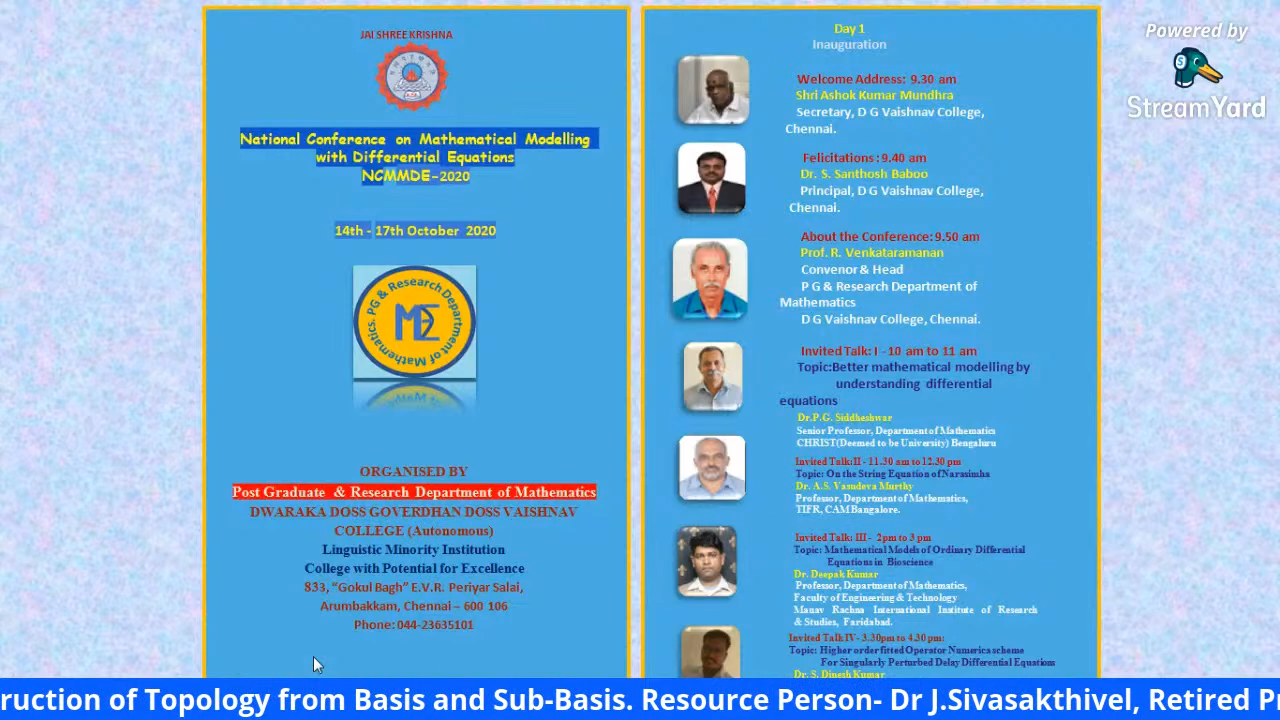 JAI SHREE KRISHNA
National Conference on Mathematical Modelling
with Differential Equations
NCMMDE-2020
14th - 17th October 2020
PG & Research Department of Mathematics.
ORGANISED BY
Post Graduate & Research Department of Mathematics
DWARAKA DOSS GOVERDHAN DOSS VAISHNAV
COLLEGE (Autonomous)
Linguistic Minority Institution
College with Potential for Excellence
833, “Gokul Bagh” E.V.R. Periyar Salai,
Arumbakkam, Chennai – 600 106
Phone: 044-23635101
Day 1
Inauguration
Welcome Address: 9.30 am
Shri Ashok Kumar Mundhra
Secretary, D G Vaishnav College,
Chennai.
Felicitations : 9.40 am
Dr. S. Santhosh Baboo
Principal, D G Vaishnav College,
Chennai.
About the Conference: 9.50 am
Prof. R. Venkataramanan
Convenor & Head
P G & Research Department of
Mathematics
D G Vaishnav College, Chennai.
Invited Talk: I - 10 am to 11 am
Topic:Better mathematical modelling by
understanding differential
equations
Dr.P.G. Siddheshwar
Senior Professor, Department of Mathematics
CHRIST(Deemed to be University) Bengaluru
Invited Talk: II - 11.30 am to 12.30 pm
Topic: On the String Equation of Narasimha
Dr. A.S. Vasudeva Murthy
Professor, Department of Mathematics,
TIFR, CAM Bangalore.
Invited Talk: III - 2pm to 3 pm
Topic: Mathematical Models of Ordinary Differential
Equations in Bioscience
Dr. Deepak Kumar
Professor, Department of Mathematics,
Faculty of Engineering & Technology
Manav Rachna International Institute of Research
& Studies, Faridabad.
Invited Talk IV- 3.30pm to 4.30 pm:
Topic: Higher order fitted Operator Numerica scheme
For Singularly Perturbed Delay Differential Equation
Dr. S. Dinesh Kumar
Powered by
StreamYard
ruction of Topology from Basis and Sub-Basis. Resource Person- Dr J.Sivasakthivel, Retired P